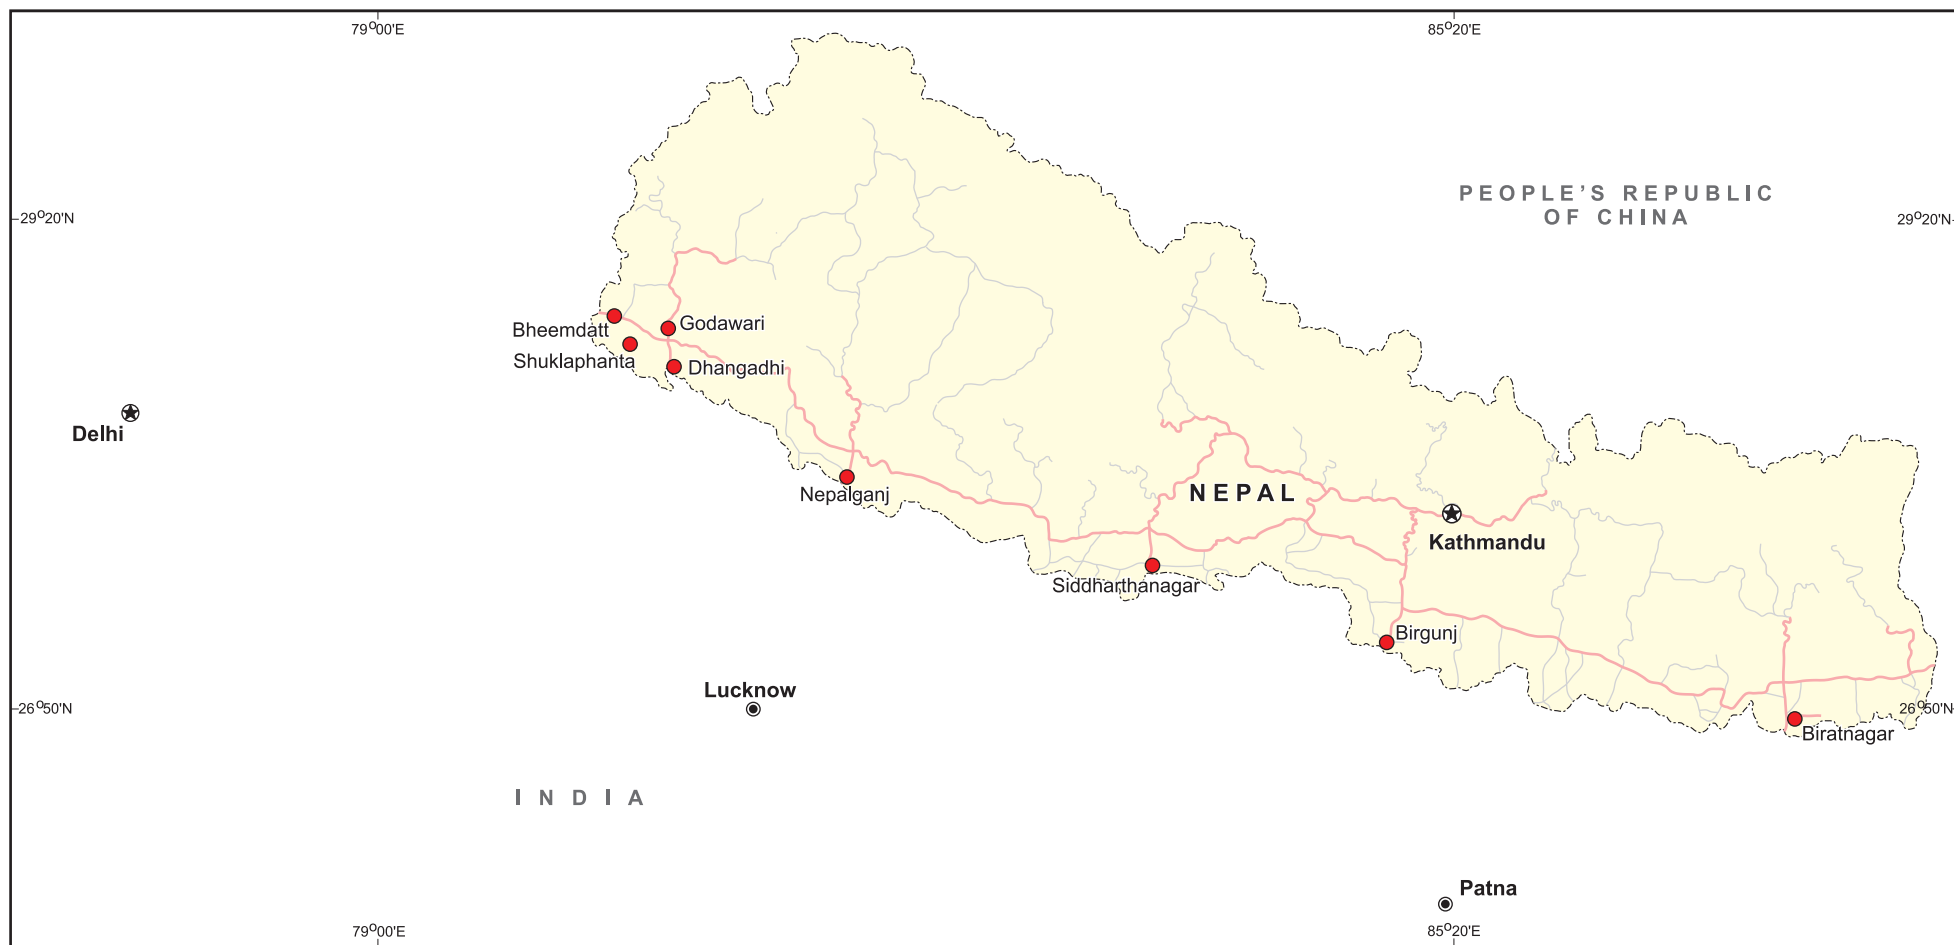 79°00'E
85°20'E
PEOPLE'S REPUBLIC
OF CHINA
29°20'N
29°20'N
Bheemdatt
Godawari
Shuklaphanta
Dhangadhi
Delhi
Nepalganj
NEPAL
Kathmandu
Siddharthanagar
Birgunj
Lucknow
26°50'N
26°50'N
Biratnagar
INDIA
Patna
79°00'E
85°20'E